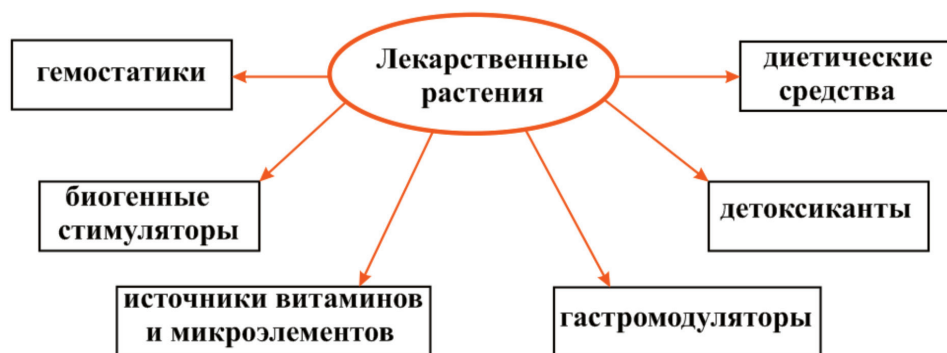 Лекарственные
растения
гемостатики
диетические
средства
биогенные
стимуляторы
детоксиканты
источники витаминов
и микроэлементов
гастромодуляторы